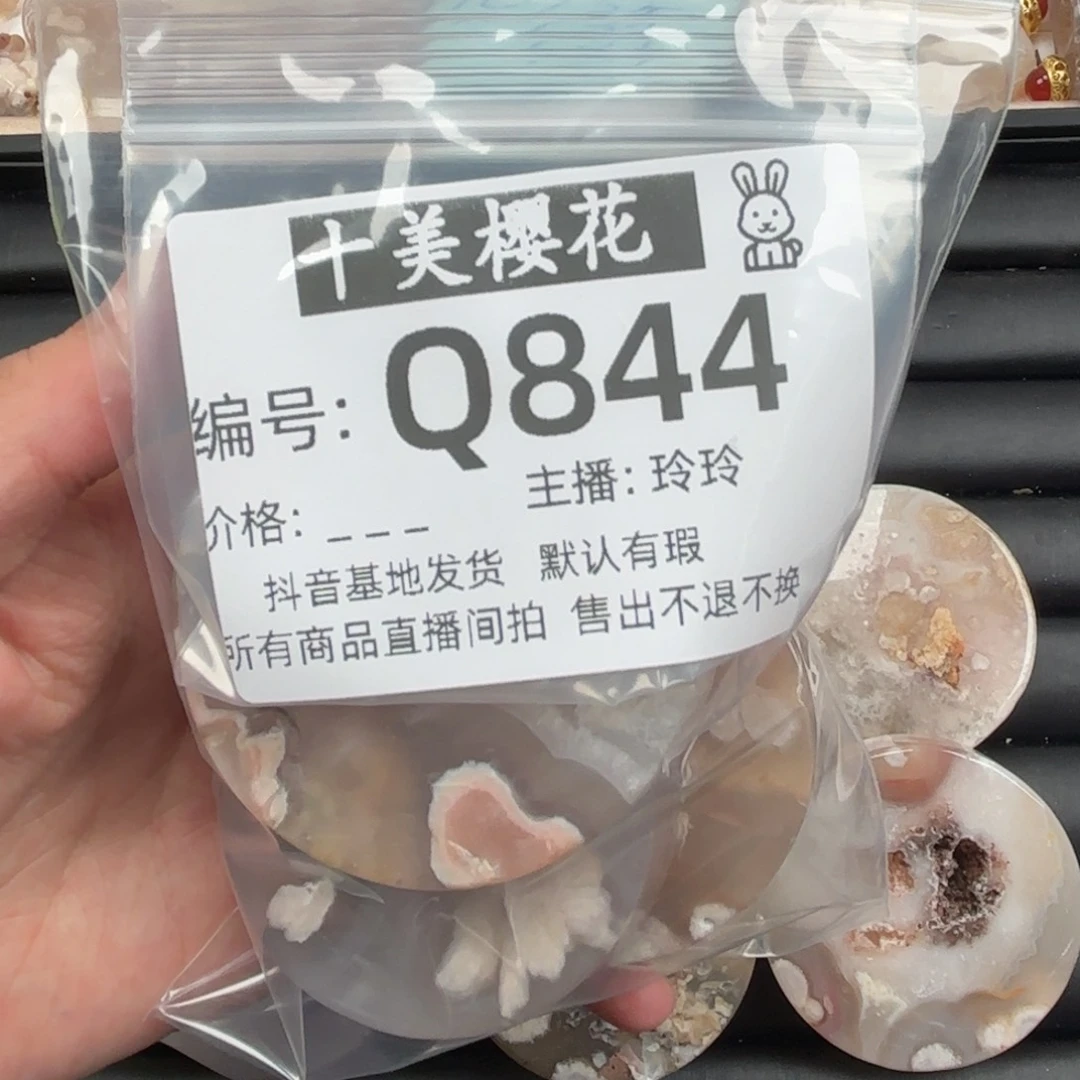 十美樱花
编号: Q844
价格: _ _ _ 主播: 玲玲
抖音基地发货 默认有瑕
所有商品直播间拍 售出不退不换